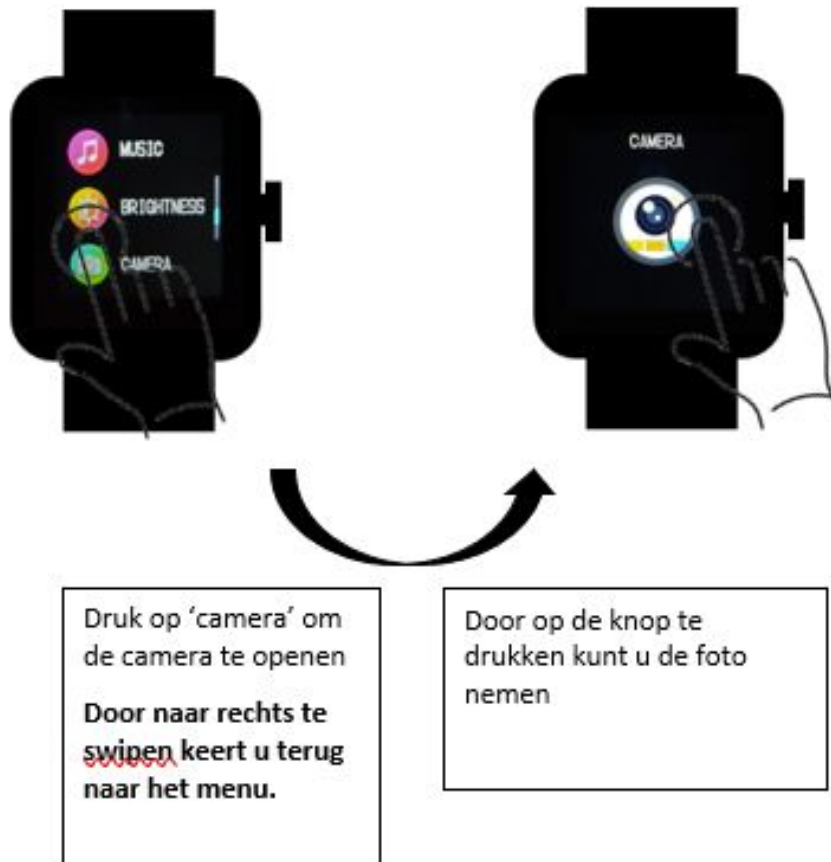 MUSIC
BRIGHTNESS
CAMERA
CAMERA
Druk op ‘camera’ om
de camera te openen
Door naar rechts te
swipen keert u terug
naar het menu.
Door op de knop te
drukken kunt u de foto
nemen